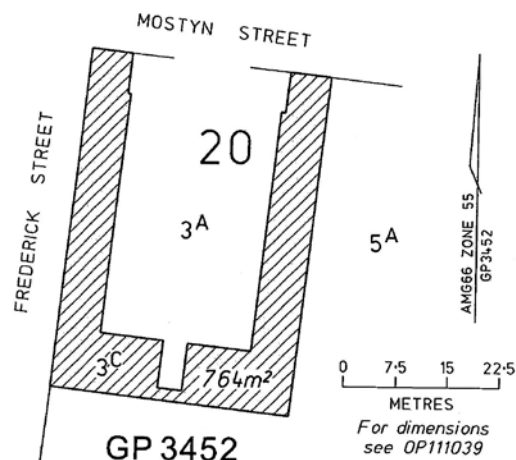 MOSTYN STREET
FREDERICK STREET
20
3A
5A
AMG66 ZONE 55
GP3452
3C
764m²
0 7·5 15 22·5
METRES
For dimensions
see OP111039
GP 3452